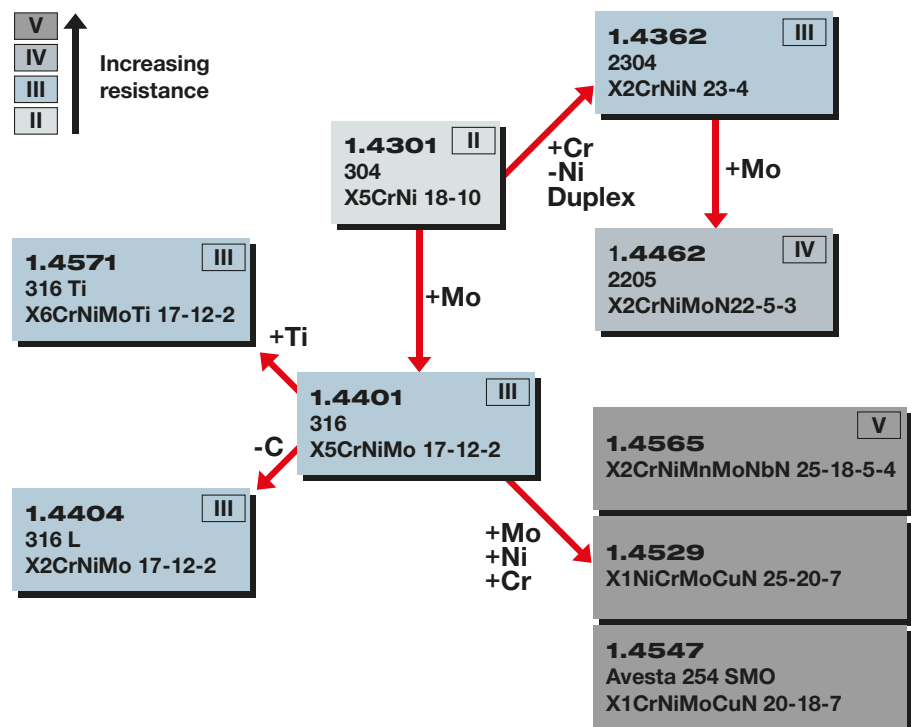 V
IV
III
II
Increasing
resistance
1.4362 III
2304
X2CrNiN 23-4
1.4301 II
304
X5CrNi 18-10
+Cr
-Ni
Duplex
+Mo
1.4462 IV
2205
X2CrNiMoN22-5-3
1.4571 III
316 Ti
X6CrNiMoTi 17-12-2
+Mo
+Ti
1.4401 III
316
X5CrNiMo 17-12-2
-C
1.4404 III
316 L
X2CrNiMo 17-12-2
+Mo
+Ni
+Cr
V
1.4565
X2CrNiMnMoNbN 25-18-5-4
1.4529
X1NiCrMoCuN 25-20-7
1.4547
Avesta 254 SMO
X1CrNiMoCuN 20-18-7